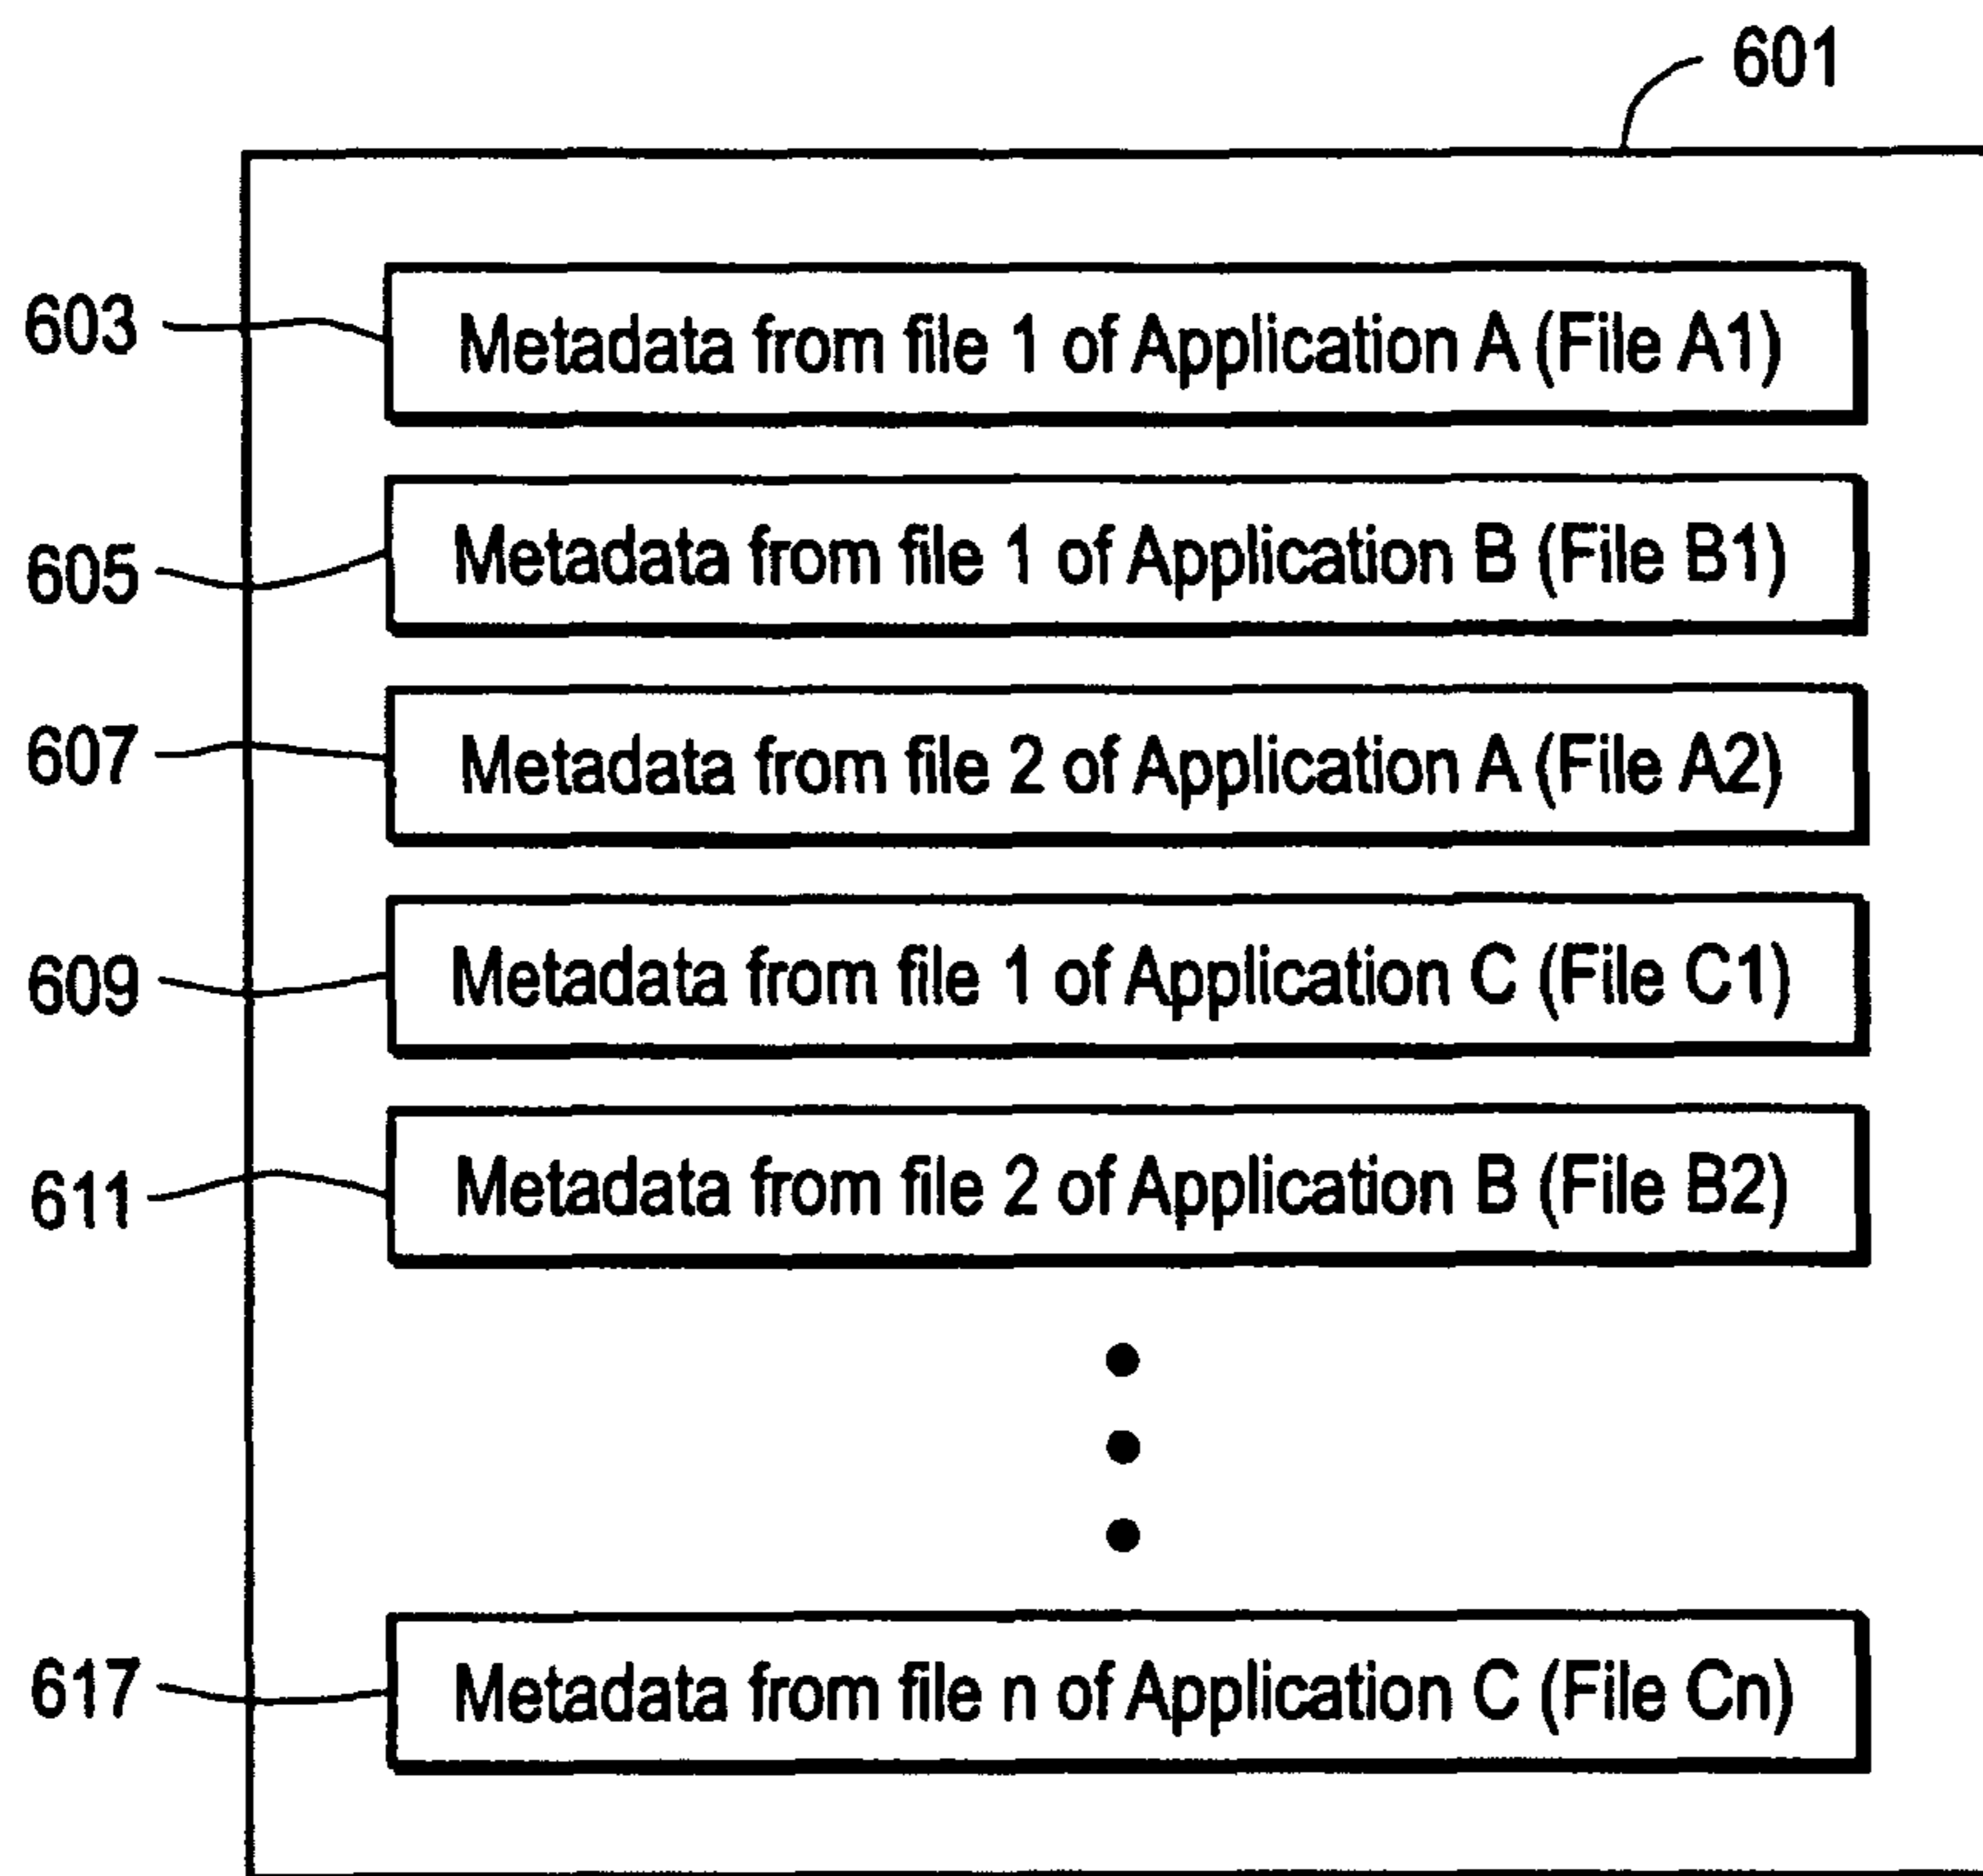 601
603 Metadata from file 1 of Application A (File A1)
605 Metadata from file 1 of Application B (File B1)
607 Metadata from file 2 of Application A (File A2)
609 Metadata from file 1 of Application C (File C1)
611 Metadata from file 2 of Application B (File B2)
617 Metadata from file n of Application C (File Cn)